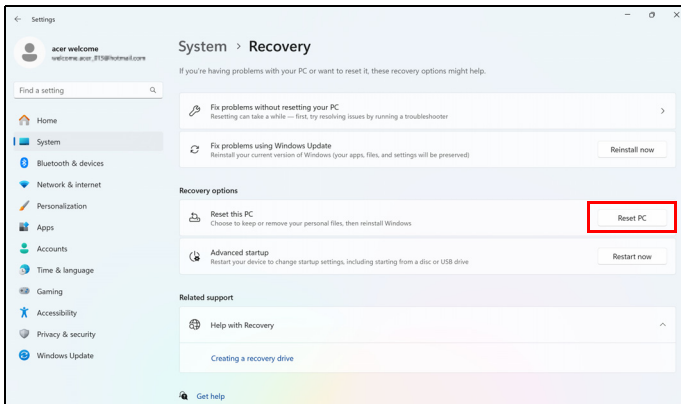 Settings
acer welcome
welcome.acer_815@hotmail.com
Find a setting
Home
System
Bluetooth & devices
Network & internet
Personalization
Apps
Accounts
Time & language
Gaming
Accessibility
Privacy & security
Windows Update
System > Recovery
If you're having problems with your PC or want to reset it, these recovery options might help.
Fix problems without resetting your PC
Resetting can take a while — first, try resolving issues by running a troubleshooter
Fix problems using Windows Update
Reinstall your current version of Windows (your apps, files, and settings will be preserved)
Reinstall now
Recovery options
Reset this PC
Choose to keep or remove your personal files, then reinstall Windows
Reset PC
Advanced startup
Restart your device to change startup settings, including starting from a disc or USB drive
Restart now
Related support
Help with Recovery
Creating a recovery drive
Get help